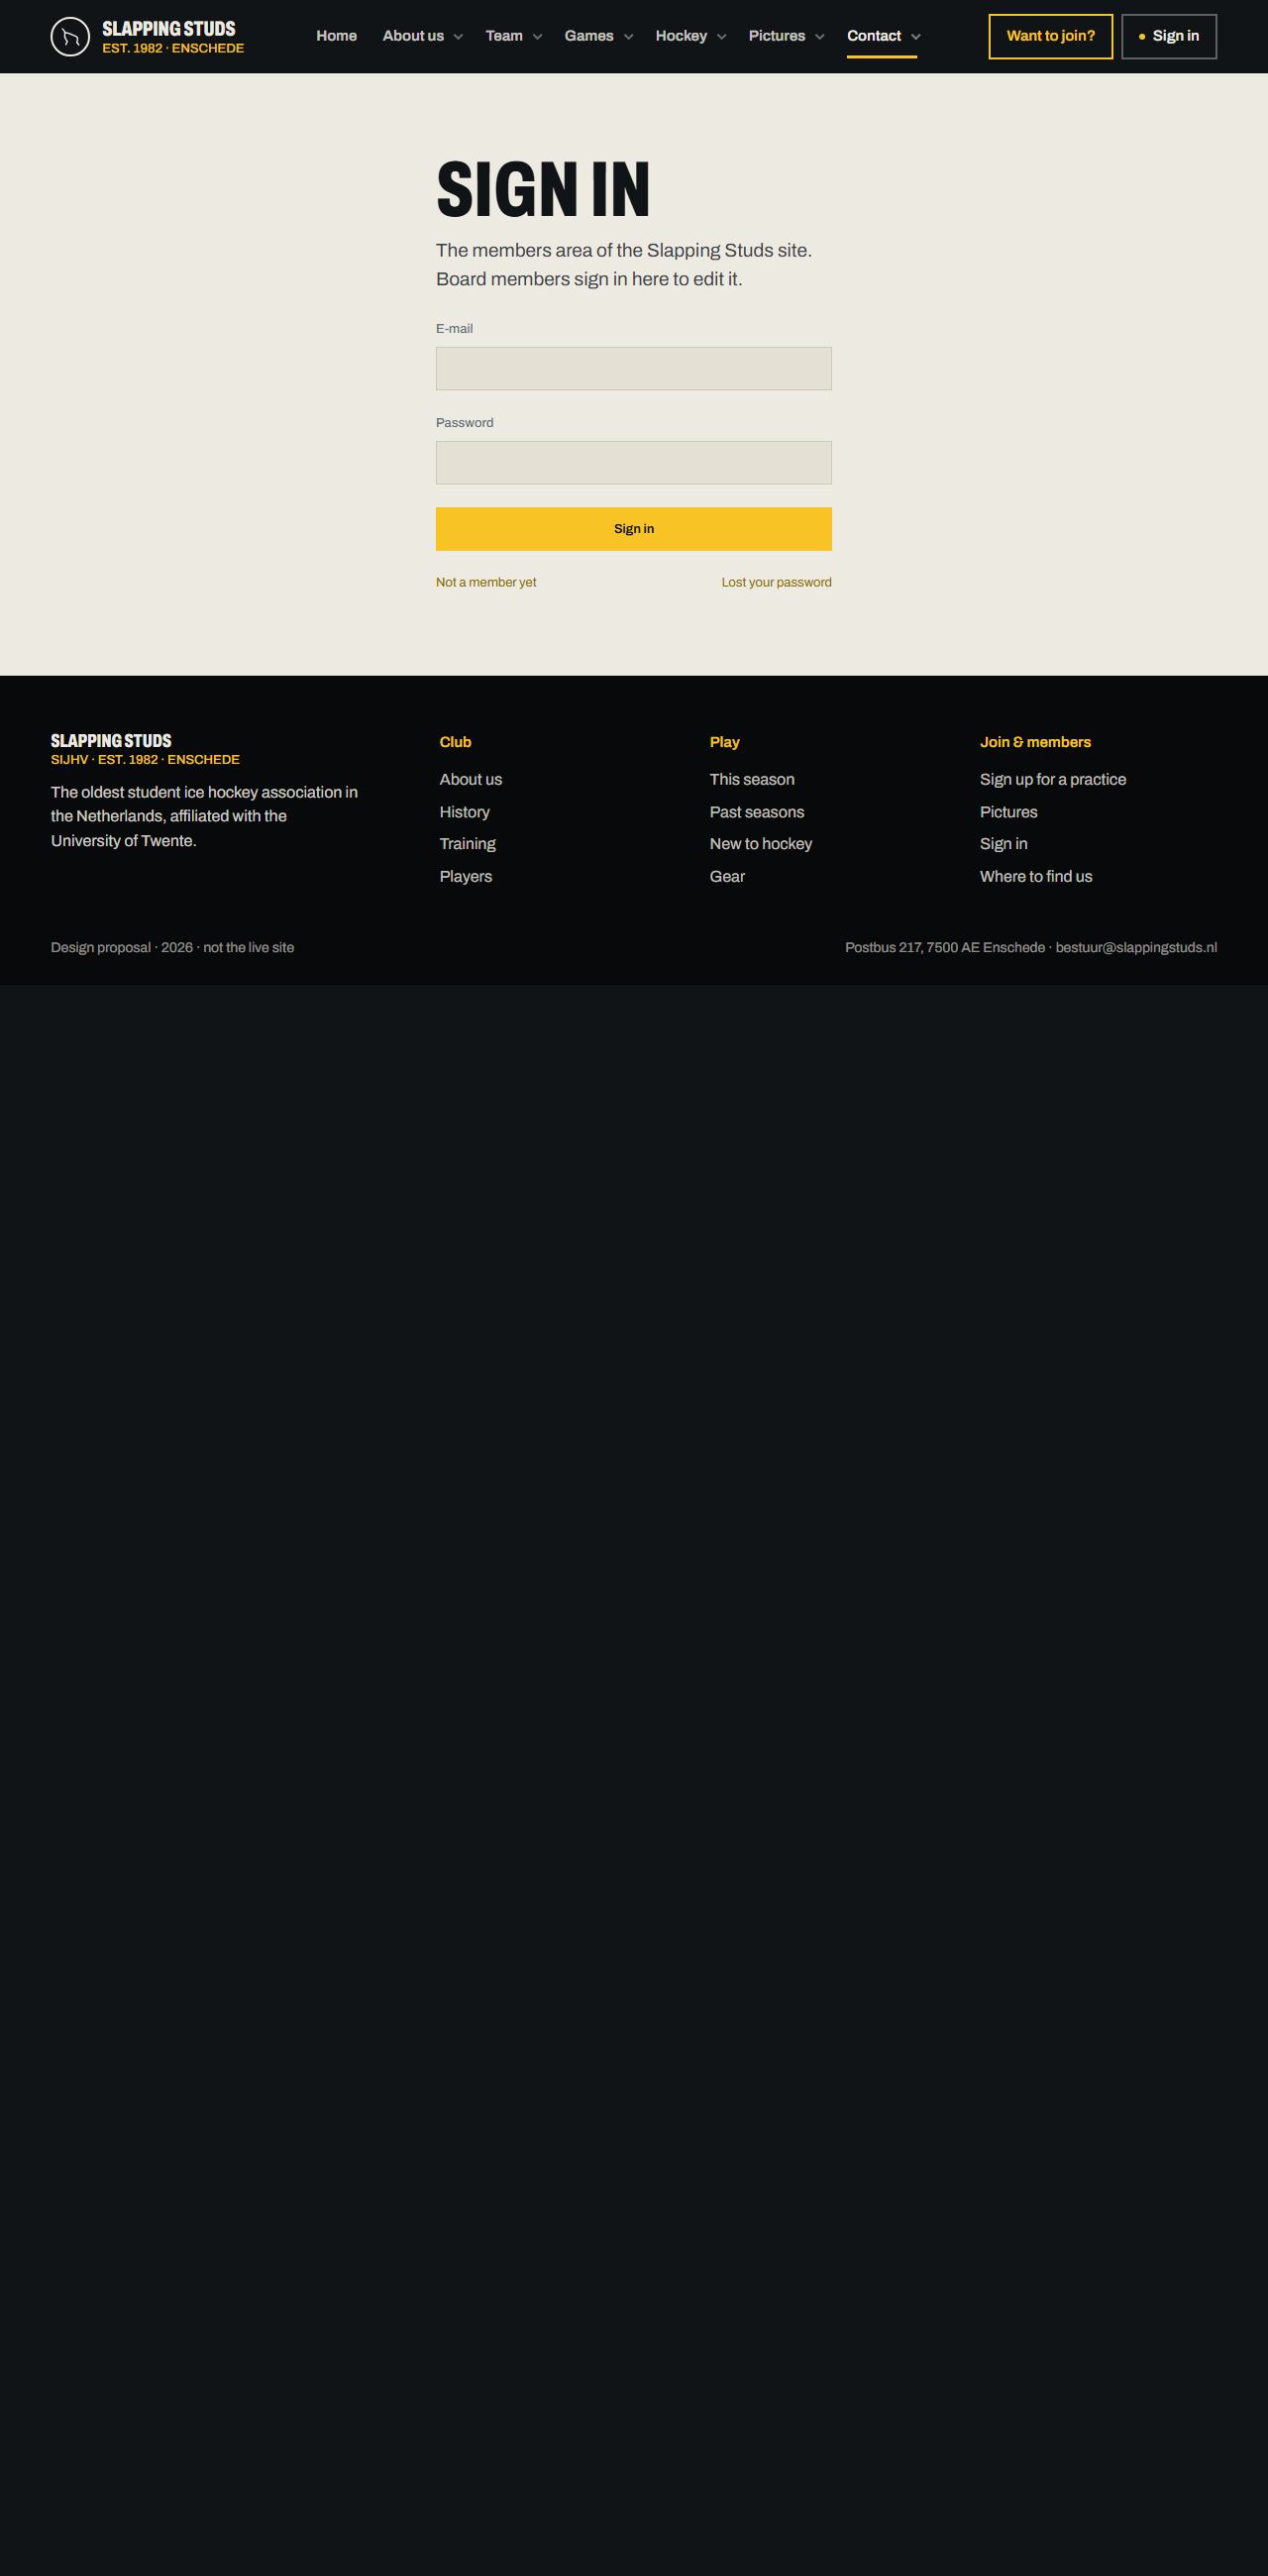 SLAPPING STUDS
EST. 1982 · ENSCHEDE
Home
About us
Team
Games
Hockey
Pictures
Contact
Want to join?
Sign in
SIGN IN
The members area of the Slapping Studs site.
Board members sign in here to edit it.
E-mail
Password
Sign in
Not a member yet
Lost your password
SLAPPING STUDS
SIJHV · EST. 1982 · ENSCHEDE
The oldest student ice hockey association in
the Netherlands, affiliated with the
University of Twente.
Club
About us
History
Training
Players
Play
This season
Past seasons
New to hockey
Gear
Join & members
Sign up for a practice
Pictures
Sign in
Where to find us
Design proposal · 2026 · not the live site
Postbus 217, 7500 AE Enschede · bestuur@slappingstuds.nl